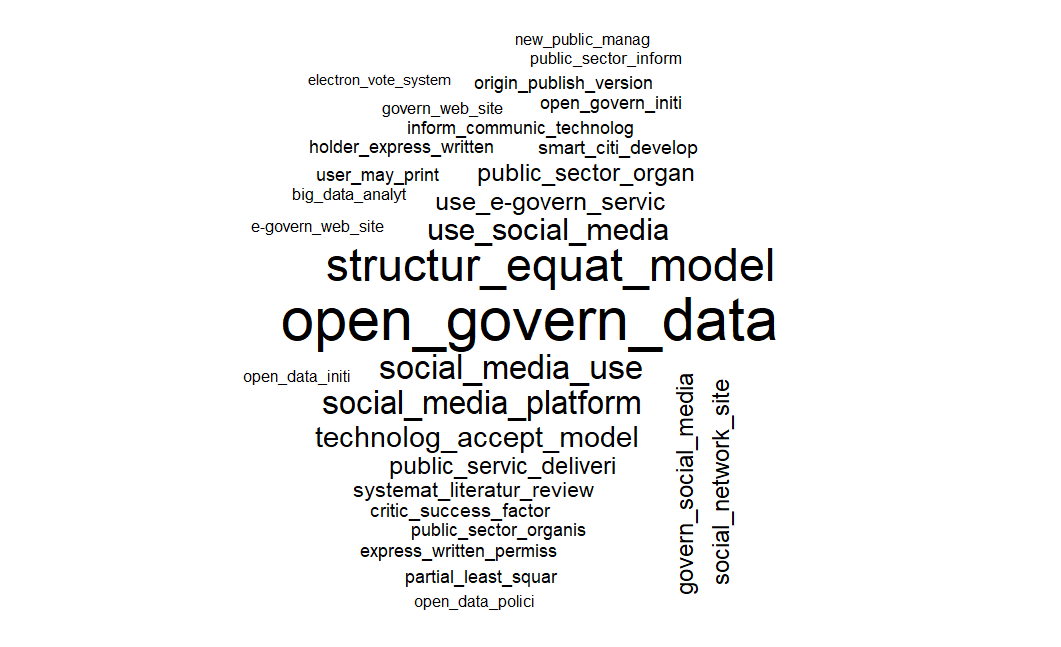 new_public_manag
public_sector_inform
electron_vote_system
origin_publish_version
govern_web_site
open_govern_initi
inform_communic_technolog
holder_express_written
smart_citi_develop
user_may_print
public_sector_organ
big_data_analyt
use_e-govern_servic
e-govern_web_site
use_social_media
structur_equat_model
open_govern_data
social_media_use
open_data_initi
social_media_platform
technolog_accept_model
public_servic_deliveri
systemat_literatur_review
critic_success_factor
public_sector_organis
express_written_permiss
partial_least_squar
open_data_polici
govern_social_media
social_network_site